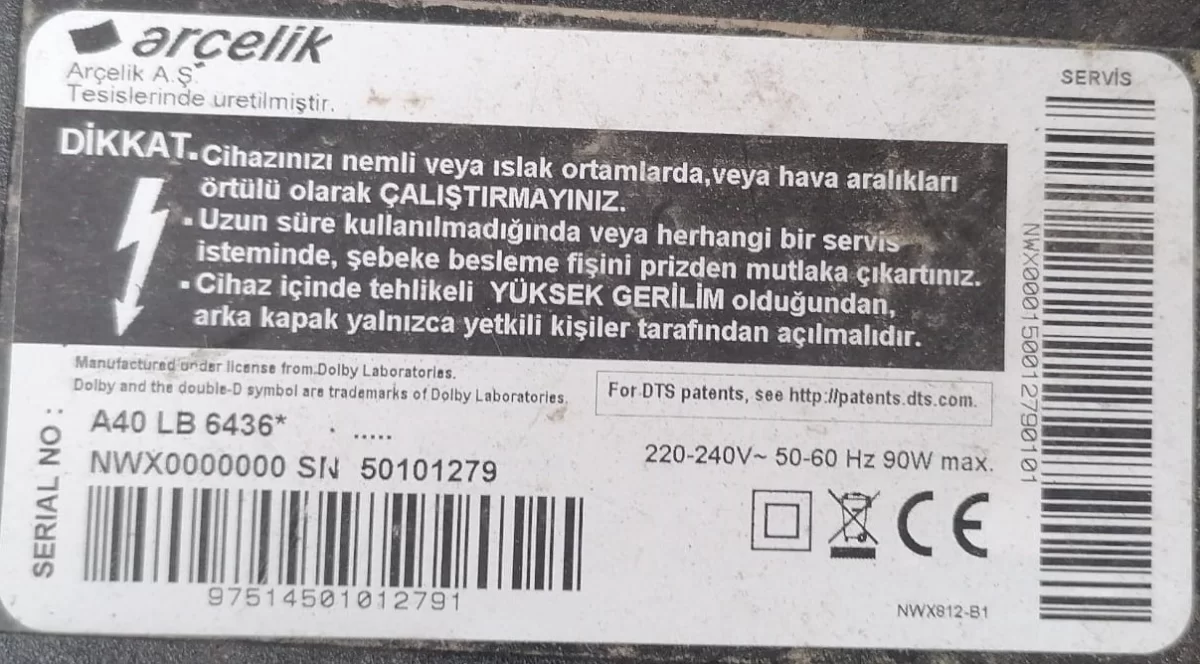 arçelik
Arçelik A.Ş.
Tesislerinde üretilmiştir.
SERVİS
DİKKAT. Cihazınızı nemli veya ıslak ortamlarda,veya hava aralıkları
örtülü olarak ÇALIŞTIRMAYINIZ.
▪ Uzun süre kullanılmadığında veya herhangi bir servis
isteminde, şebeke besleme fişini prizden mutlaka çıkartınız.
▪ Cihaz içinde tehlikeli YÜKSEK GERİLİM olduğundan,
arka kapak yalnızca yetkili kişiler tarafından açılmalıdır.
NWX000150012790101
Manufactured under license from Dolby Laboratories.
Dolby and the double-D symbol are trademarks of Dolby Laboratories.
For DTS patents, see http://patents.dts.com.
SERIAL NO :
A40 LB 6436* .....
NWX0000000 SN 50101279
97514501012791
220-240V~ 50-60 Hz 90W max.
CE
NWX812-B1